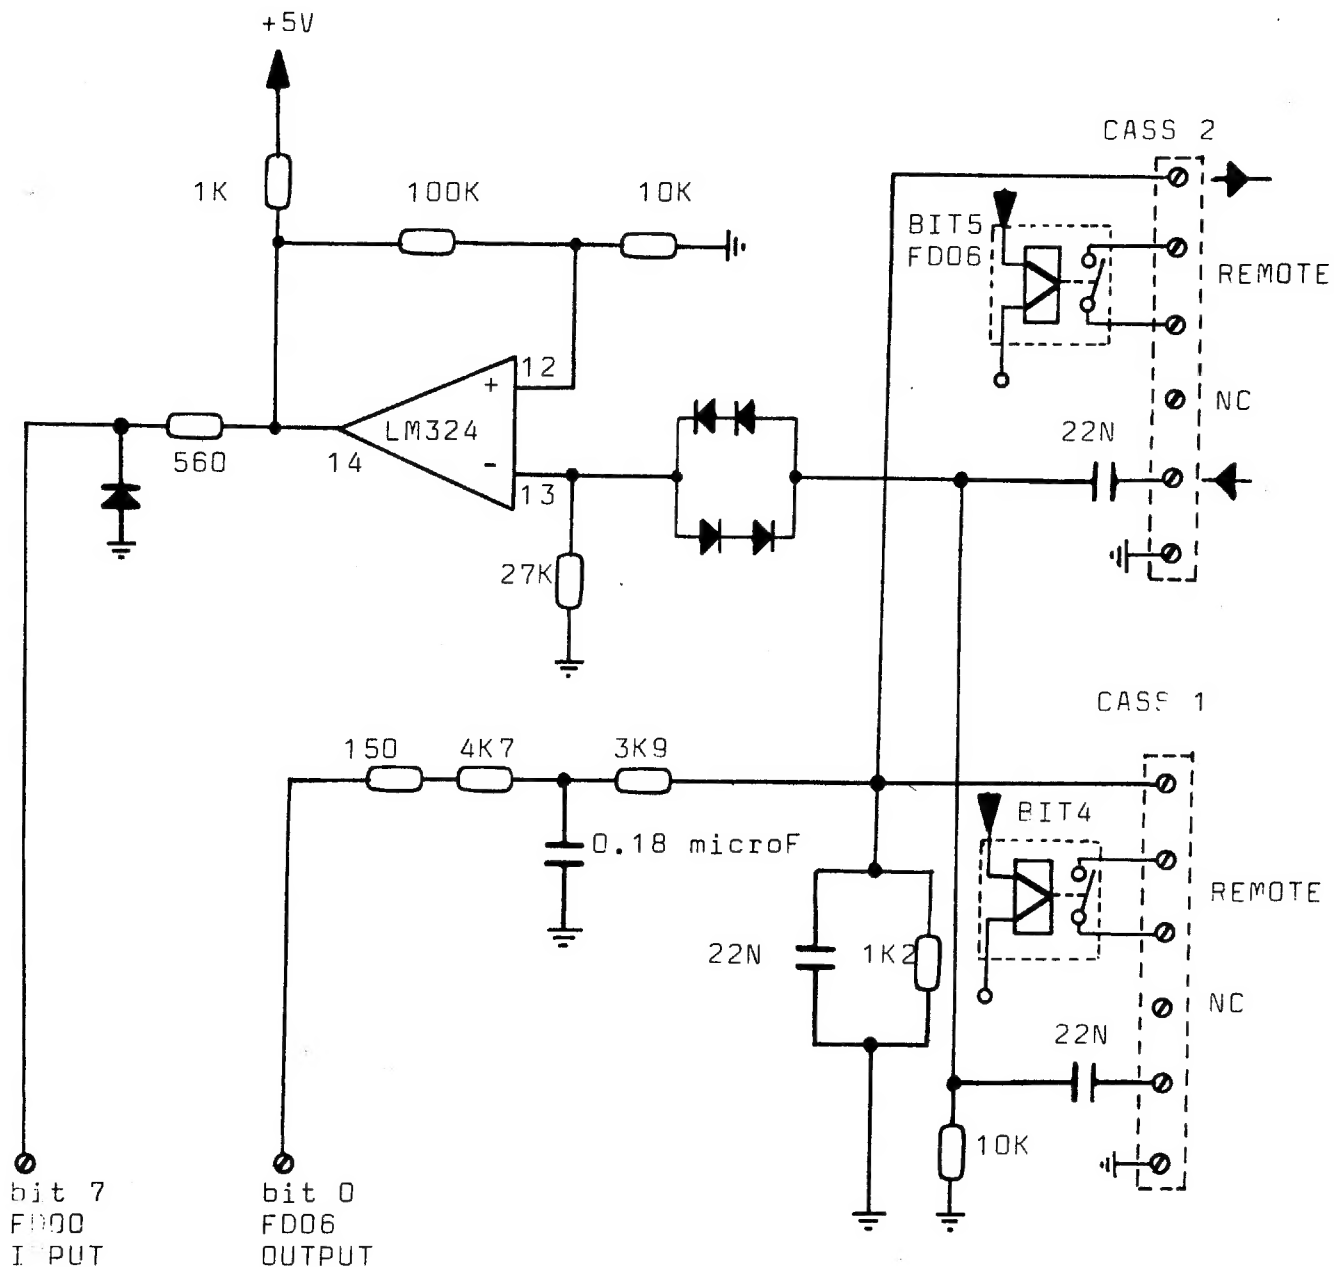 +5V
CASS 2
1K
100K
10K
BIT5
FD06
REMOTE
12
+
LM324
NC
22N
560
14
-
13
27K
CASS 1
150
4K7
3K9
BIT4
0.18 microF
REMOTE
22N
1K2
NC
22N
10K
bit 7
bit 0
FD06
OUTPUT